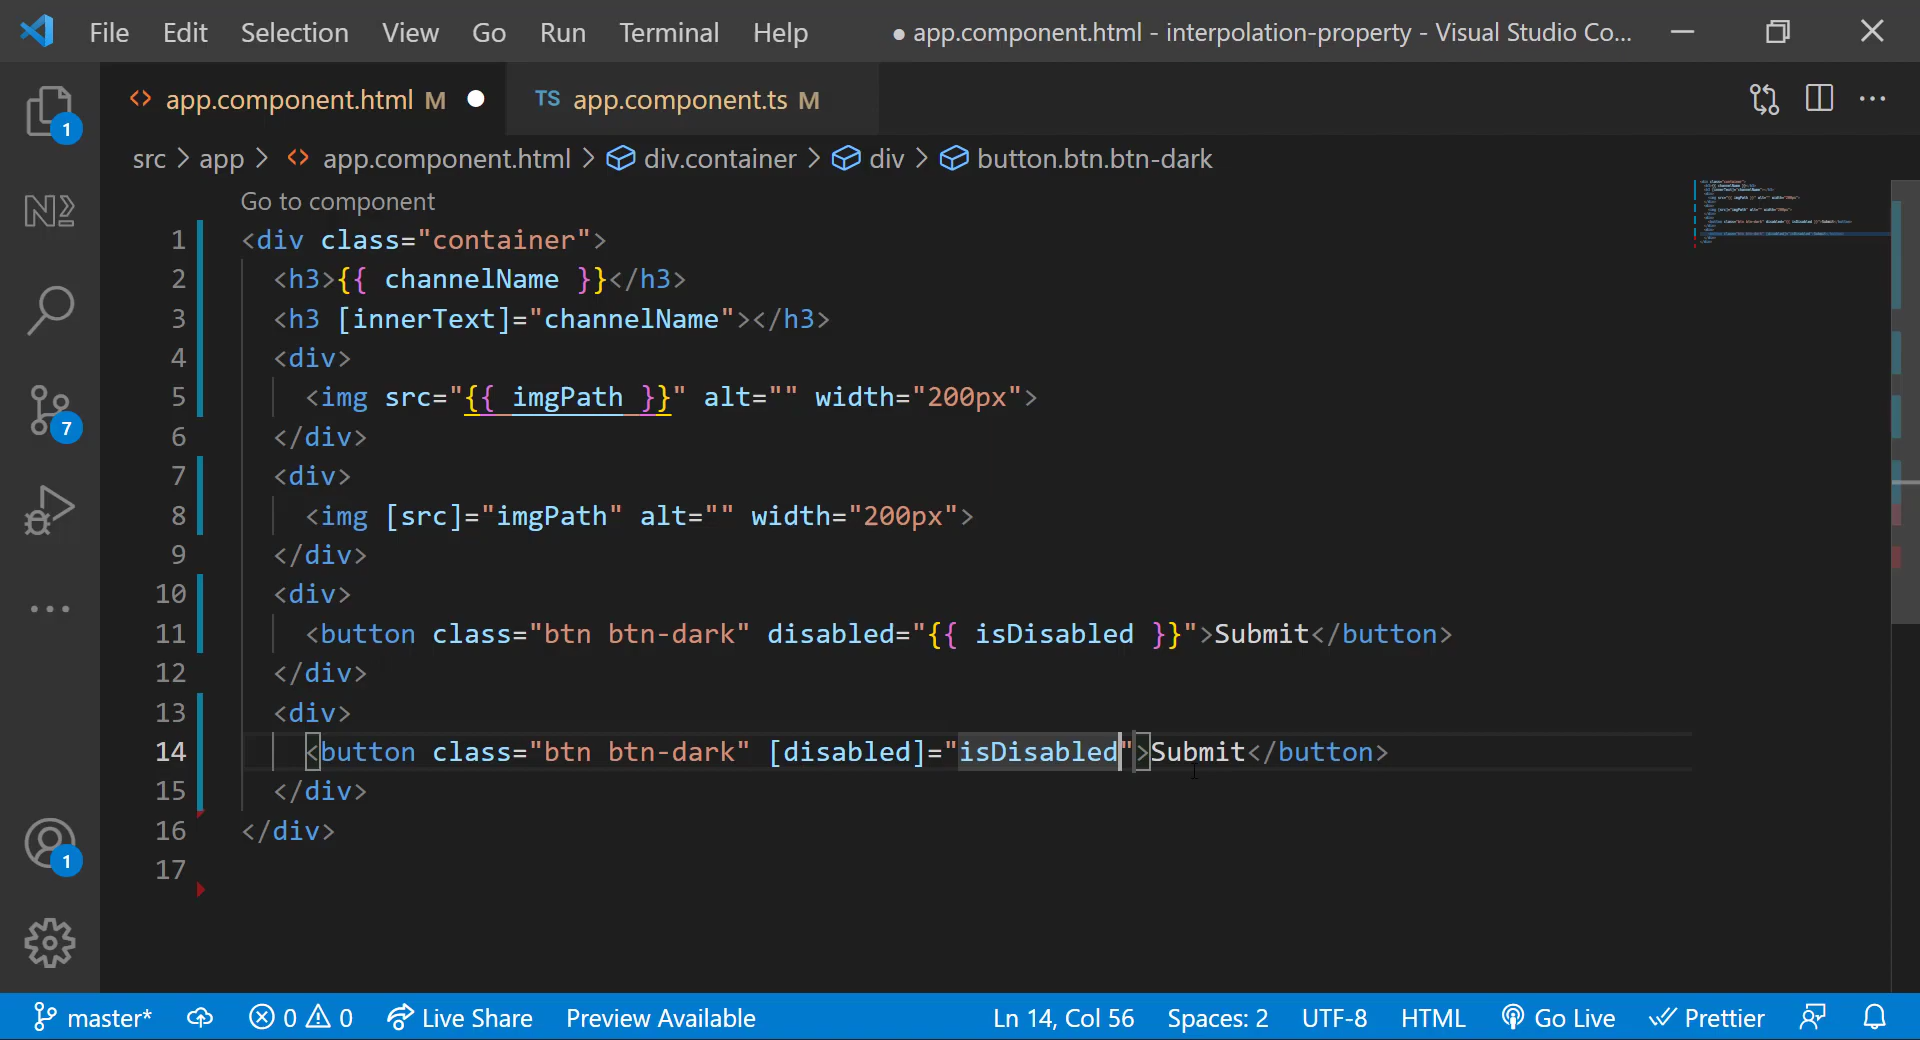 File Edit Selection View Go Run Terminal Help ● app.component.html - interpolation-property - Visual Studio Co...
<> app.component.html M ● TS app.component.ts M
src > app > <> app.component.html > div.container > div > button.btn.btn-dark
Go to component
1 <div class="container">
2 <h3>{{ channelName }}</h3>
3 <h3 [innerText]="channelName"></h3>
4 <div>
5 <img src="{{ imgPath }}" alt="" width="200px">
6 </div>
7 <div>
8 <img [src]="imgPath" alt="" width="200px">
9 </div>
10 <div>
11 <button class="btn btn-dark" disabled="{{ isDisabled }}">Submit</button>
12 </div>
13 <div>
14 <button class="btn btn-dark" [disabled]="isDisabled">Submit</button>
15 </div>
16 </div>
17
1
7
1
master* 0 0 Live Share Preview Available Ln 14, Col 56 Spaces: 2 UTF-8 HTML Go Live Prettier